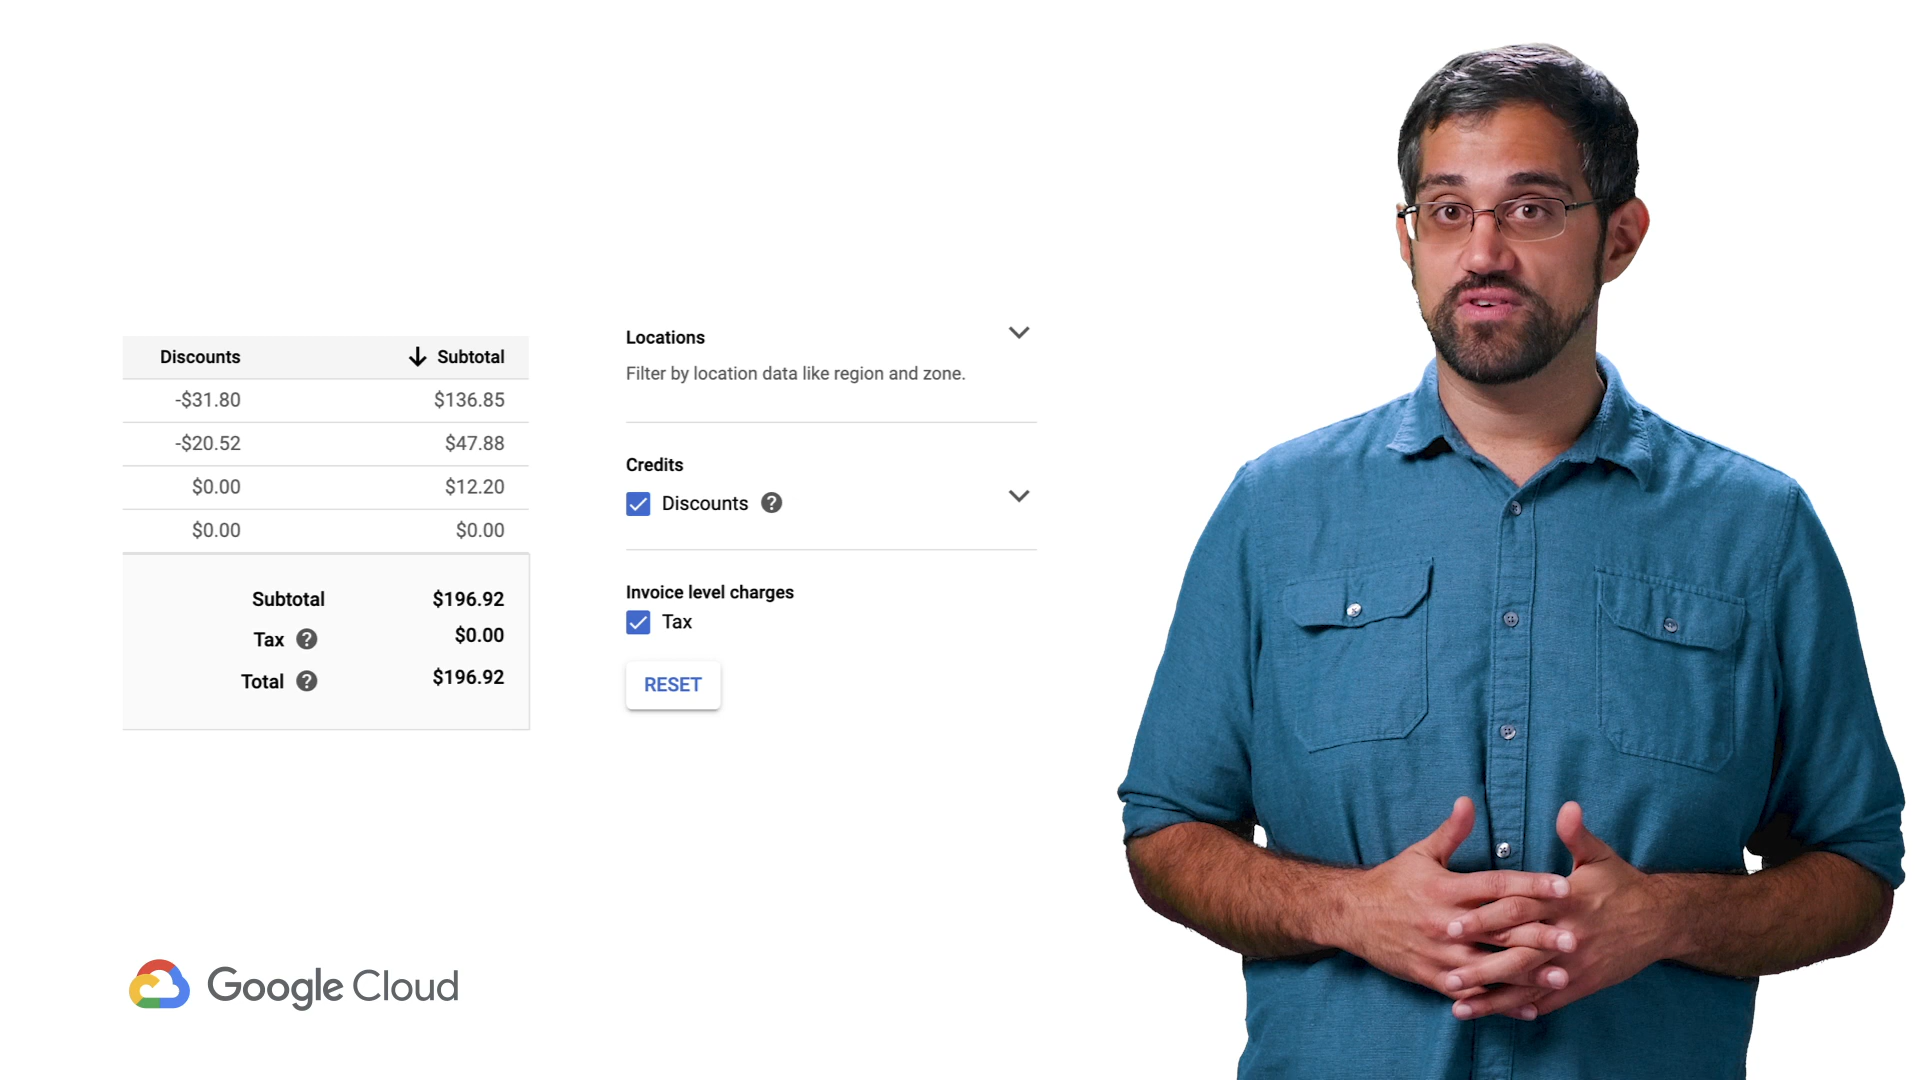 Discounts Subtotal
-$31.80 $136.85
-$20.52 $47.88
$0.00 $12.20
$0.00 $0.00
Subtotal $196.92
Tax $0.00
Total $196.92
Locations
Filter by location data like region and zone.
Credits
Discounts
Invoice level charges
Tax
RESET
Google Cloud